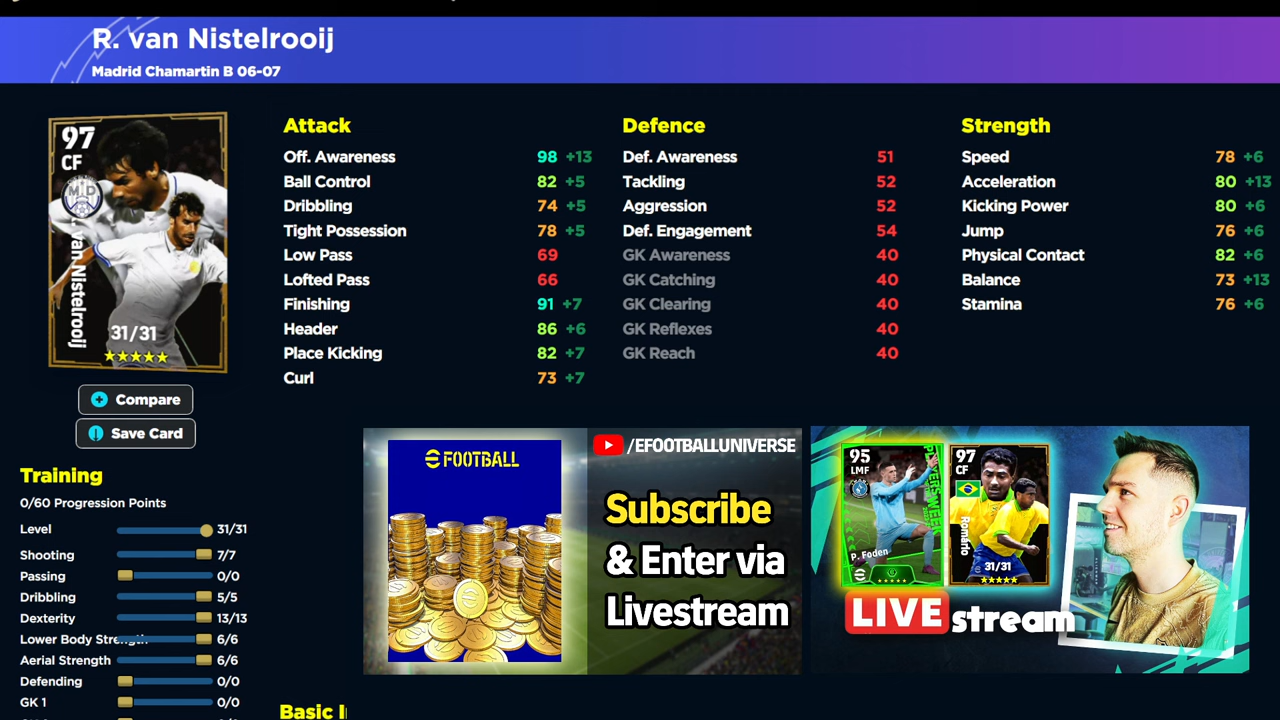 R. van Nistelrooij
Madrid Chamartin B 06-07
97
CF
MD
van Nistelrooij
31/31
Compare
Save Card
Training
0/60 Progression Points
Level 31/31
Shooting 7/7
Passing 0/0
Dribbling 5/5
Dexterity 13/13
Lower Body Strength 6/6
Aerial Strength 6/6
Defending 0/0
GK 1 0/0
Attack
Off. Awareness 98 +13
Ball Control 82 +5
Dribbling 74 +5
Tight Possession 78 +5
Low Pass 69
Lofted Pass 66
Finishing 91 +7
Header 86 +6
Place Kicking 82 +7
Curl 73 +7
Defence
Def. Awareness 51
Tackling 52
Aggression 52
Def. Engagement 54
GK Awareness 40
GK Catching 40
GK Clearing 40
GK Reflexes 40
GK Reach 40
Strength
Speed 78 +6
Acceleration 80 +13
Kicking Power 80 +6
Jump 76 +6
Physical Contact 82 +6
Balance 73 +13
Stamina 76 +6
FOOTBALL
/EFOOTBALLUNIVERSE
Subscribe
& Enter via
Livestream
95
LMF
P. Foden
97
CF
Romario
31/31
LIVE stream
Basic I